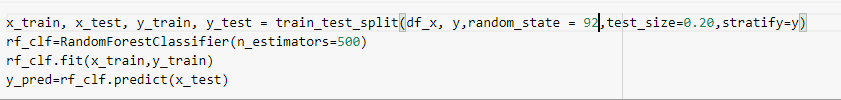 x_train, x_test, y_train, y_test = train_test_split(df_x, y,random_state = 92,test_size=0.20,stratify=y)
rf_clf=RandomForestClassifier(n_estimators=500)
rf_clf.fit(x_train,y_train)
y_pred=rf_clf.predict(x_test)